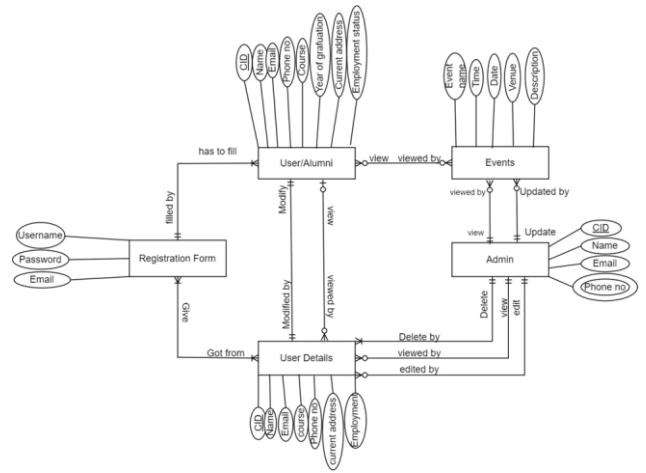 CID
Name
Email
Phone no
Course
Year of grafuation
Current address
Employment status
Event name
Time
Date
Venue
Description
has to fill
User/Alumni
view
viewed by
Events
filled by
Modify
view
viewed by
Updated by
Username
Password
Email
Registration Form
view
Update
Admin
CID
Name
Email
Phone no
Give
Modified by
viewed by
Delete
view
edit
Got from
User Details
Delete by
viewed by
edited by
CID
Name
Email
course
Phone no
current address
Employment